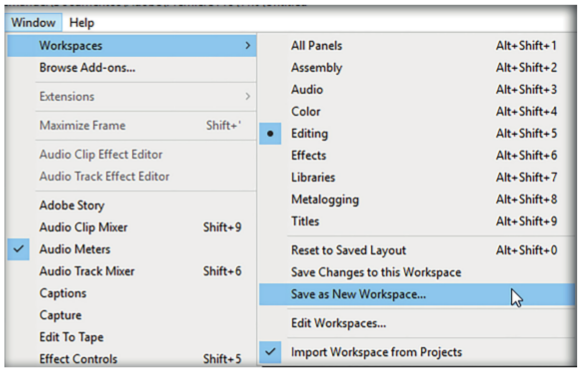 Window Help
Workspaces >
Browse Add-ons...
Extensions >
Maximize Frame Shift+'
Audio Clip Effect Editor
Audio Track Effect Editor
Adobe Story
Audio Clip Mixer Shift+9
Audio Meters
Audio Track Mixer Shift+6
Captions
Capture
Edit To Tape
Effect Controls Shift+5
All Panels Alt+Shift+1
Assembly Alt+Shift+2
Audio Alt+Shift+3
Color Alt+Shift+4
Editing Alt+Shift+5
Effects Alt+Shift+6
Libraries Alt+Shift+7
Metalogging Alt+Shift+8
Titles Alt+Shift+9
Reset to Saved Layout Alt+Shift+0
Save Changes to this Workspace
Save as New Workspace...
Edit Workspaces...
Import Workspace from Projects